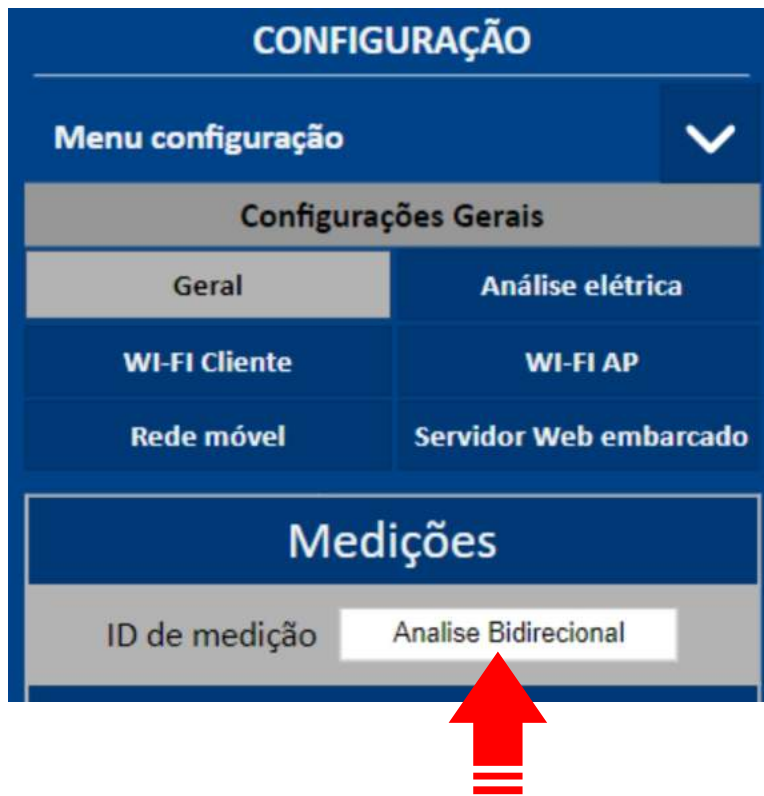 CONFIGURAÇÃO
Menu configuração
Configurações Gerais
Geral
Análise elétrica
WI-FI Cliente
WI-FI AP
Rede móvel
Servidor Web embarcado
Medições
ID de medição
Analise Bidirecional